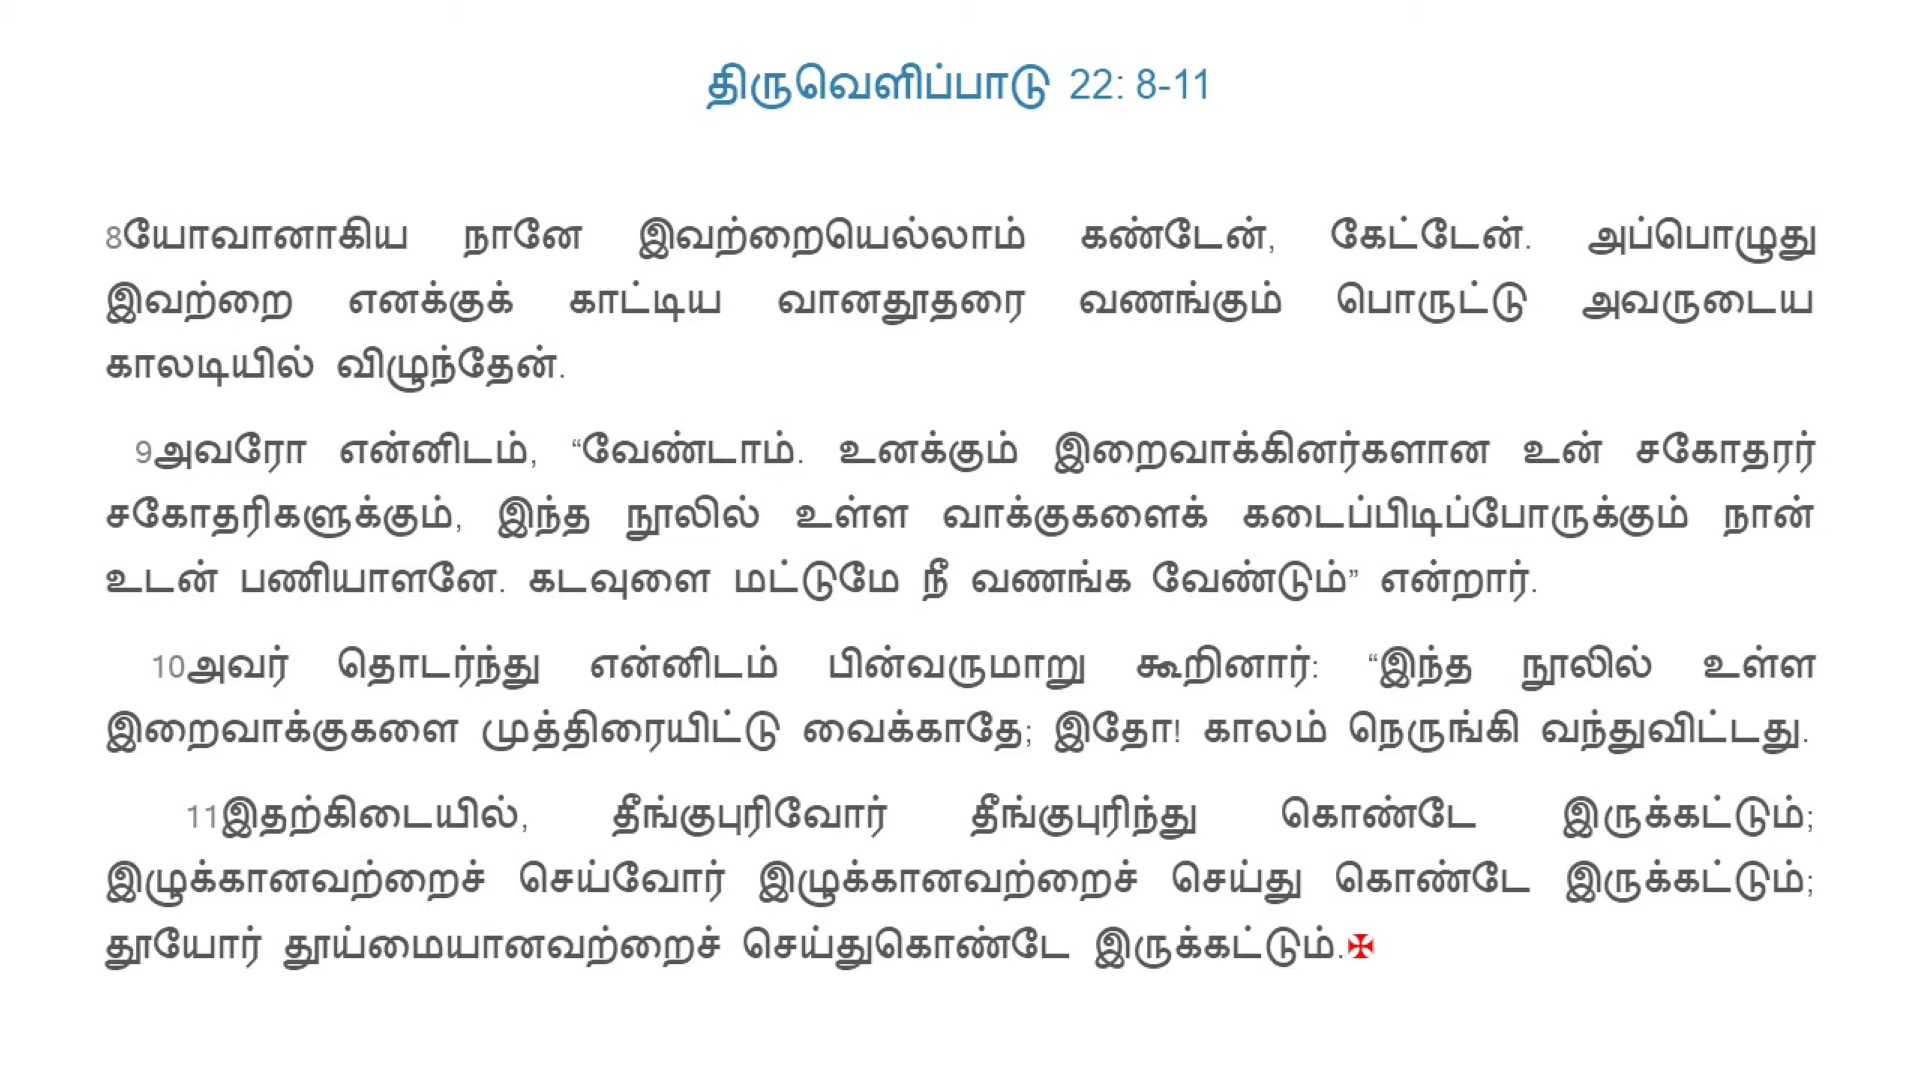 திருவெளிப்பாடு 22: 8-11
8யோவானாகிய நானே இவற்றையெல்லாம் கண்டேன், கேட்டேன். அப்பொழுது
இவற்றை எனக்குக் காட்டிய வானதூதரை வணங்கும் பொருட்டு அவருடைய
காலடியில் விழுந்தேன்.
9அவரோ என்னிடம், “வேண்டாம். உனக்கும் இறைவாக்கினர்களான உன் சகோதரர்
சகோதரிகளுக்கும், இந்த நூலில் உள்ள வாக்குகளைக் கடைப்பிடிப்போருக்கும் நான்
உடன் பணியாளனே. கடவுளை மட்டுமே நீ வணங்க வேண்டும்” என்றார்.
10அவர் தொடர்ந்து என்னிடம் பின்வருமாறு கூறினார்: “இந்த நூலில் உள்ள
இறைவாக்குகளை முத்திரையிட்டு வைக்காதே; இதோ! காலம் நெருங்கி வந்துவிட்டது.
11இதற்கிடையில், தீங்குபுரிவோர் தீங்குபுரிந்து கொண்டே இருக்கட்டும்;
இழுக்கானவற்றைச் செய்வோர் இழுக்கானவற்றைச் செய்து கொண்டே இருக்கட்டும்;
தூயோர் தூய்மையானவற்றைச் செய்துகொண்டே இருக்கட்டும்.✠